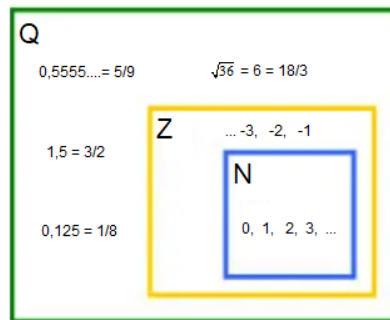 Q
0,5555....= 5/9
√36 = 6 = 18/3
Z
... -3, -2, -1
1,5 = 3/2
N
0,125 = 1/8
0, 1, 2, 3, ...